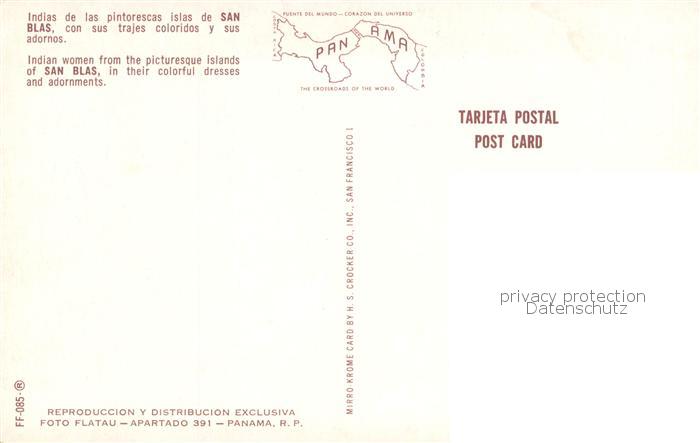 Indias de las pintorescas islas de SAN
BLAS, con sus trajes coloridos y sus
adornos.
Indian women from the picturesque islands
of SAN BLAS, in their colorful dresses
and adornments.
PUENTE DEL MUNDO — CORAZON DEL UNIVERSO
PANAMA
THE CROSSROADS OF THE WORLD
TARJETA POSTAL
POST CARD
MIRRO-KROME CARD BY H. S. CROCKER CO., INC., SAN FRANCISCO 1
privacy protection
Datenschutz
FF-085-®
REPRODUCCION Y DISTRIBUCION EXCLUSIVA
FOTO FLATAU — APARTADO 391 — PANAMA, R. P.